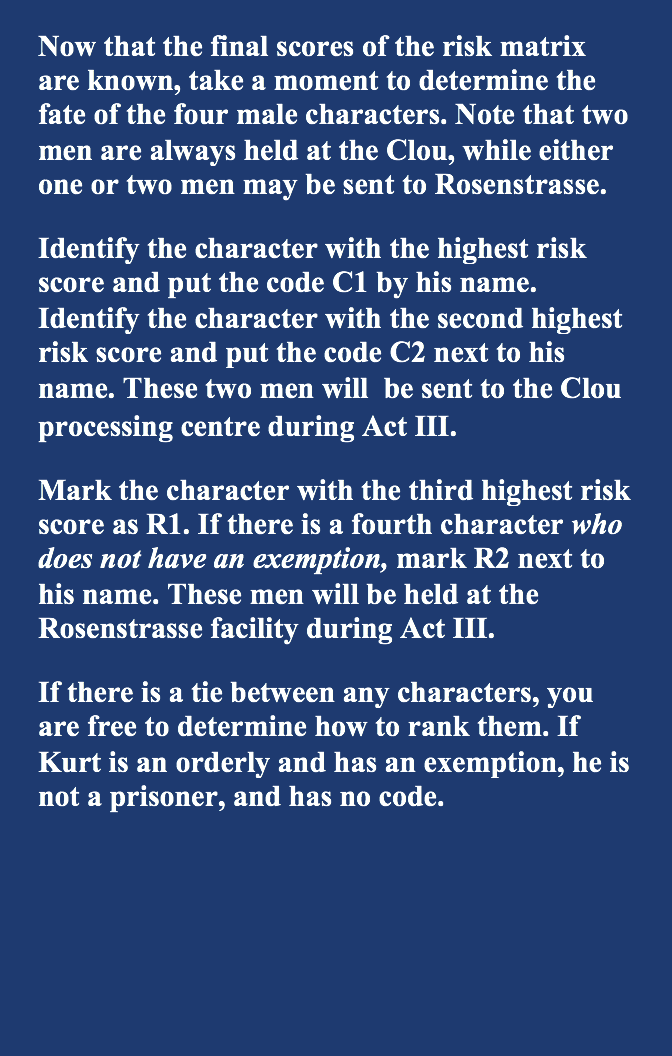 Now that the final scores of the risk matrix
are known, take a moment to determine the
fate of the four male characters. Note that two
men are always held at the Clou, while either
one or two men may be sent to Rosenstrasse.
Identify the character with the highest risk
score and put the code C1 by his name.
Identify the character with the second highest
risk score and put the code C2 next to his
name. These two men will  be sent to the Clou
processing centre during Act III.
Mark the character with the third highest risk
score as R1. If there is a fourth character who
does not have an exemption, mark R2 next to
his name. These men will be held at the
Rosenstrasse facility during Act III.
If there is a tie between any characters, you
are free to determine how to rank them. If
Kurt is an orderly and has an exemption, he is
not a prisoner, and has no code.